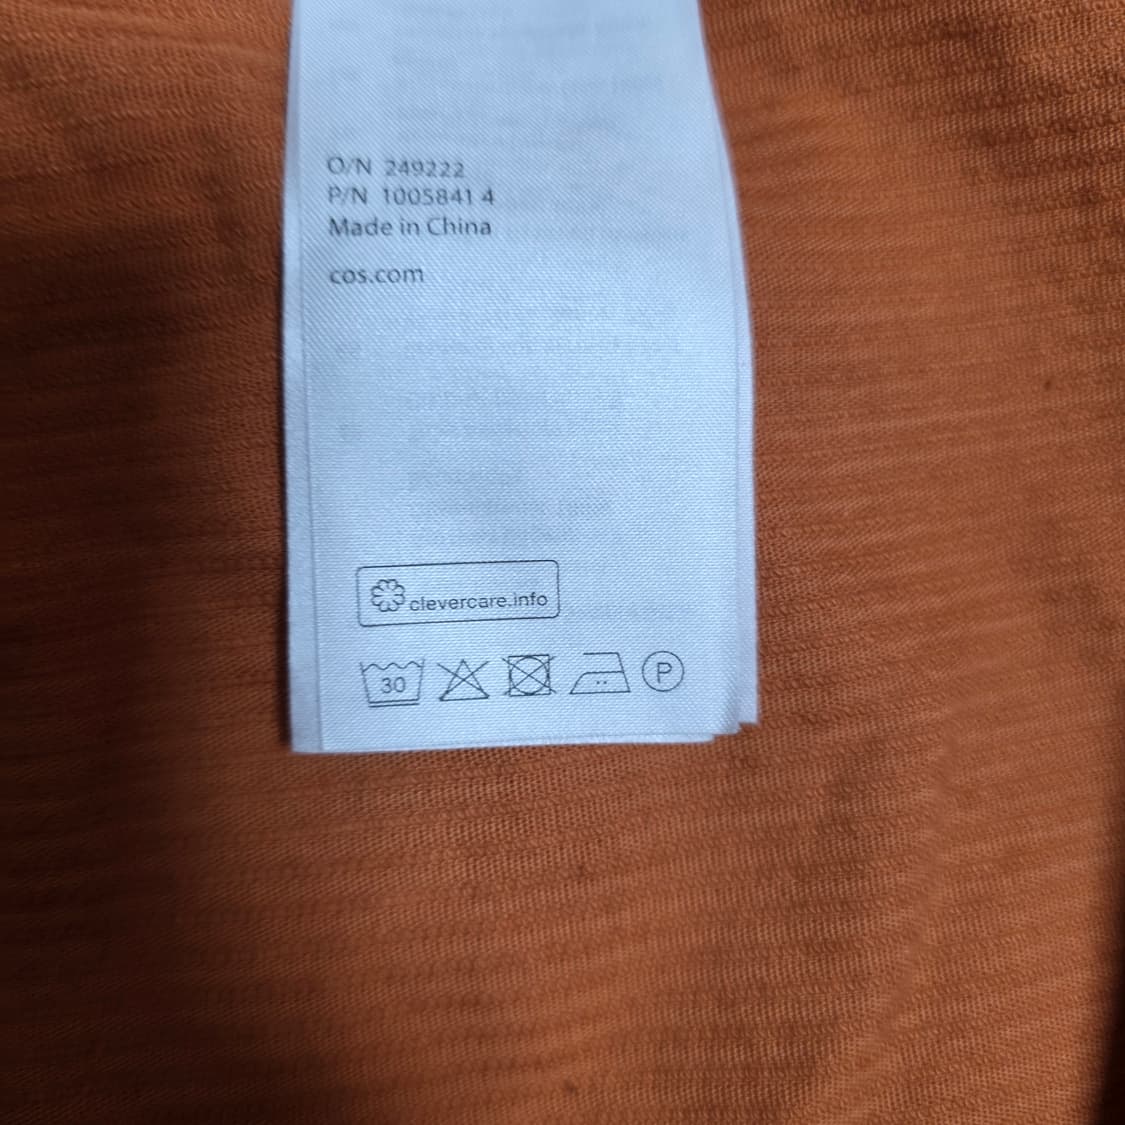 O/N 249222
P/N 1005841 4
Made in China
cos.com
clevercare.info
30
P